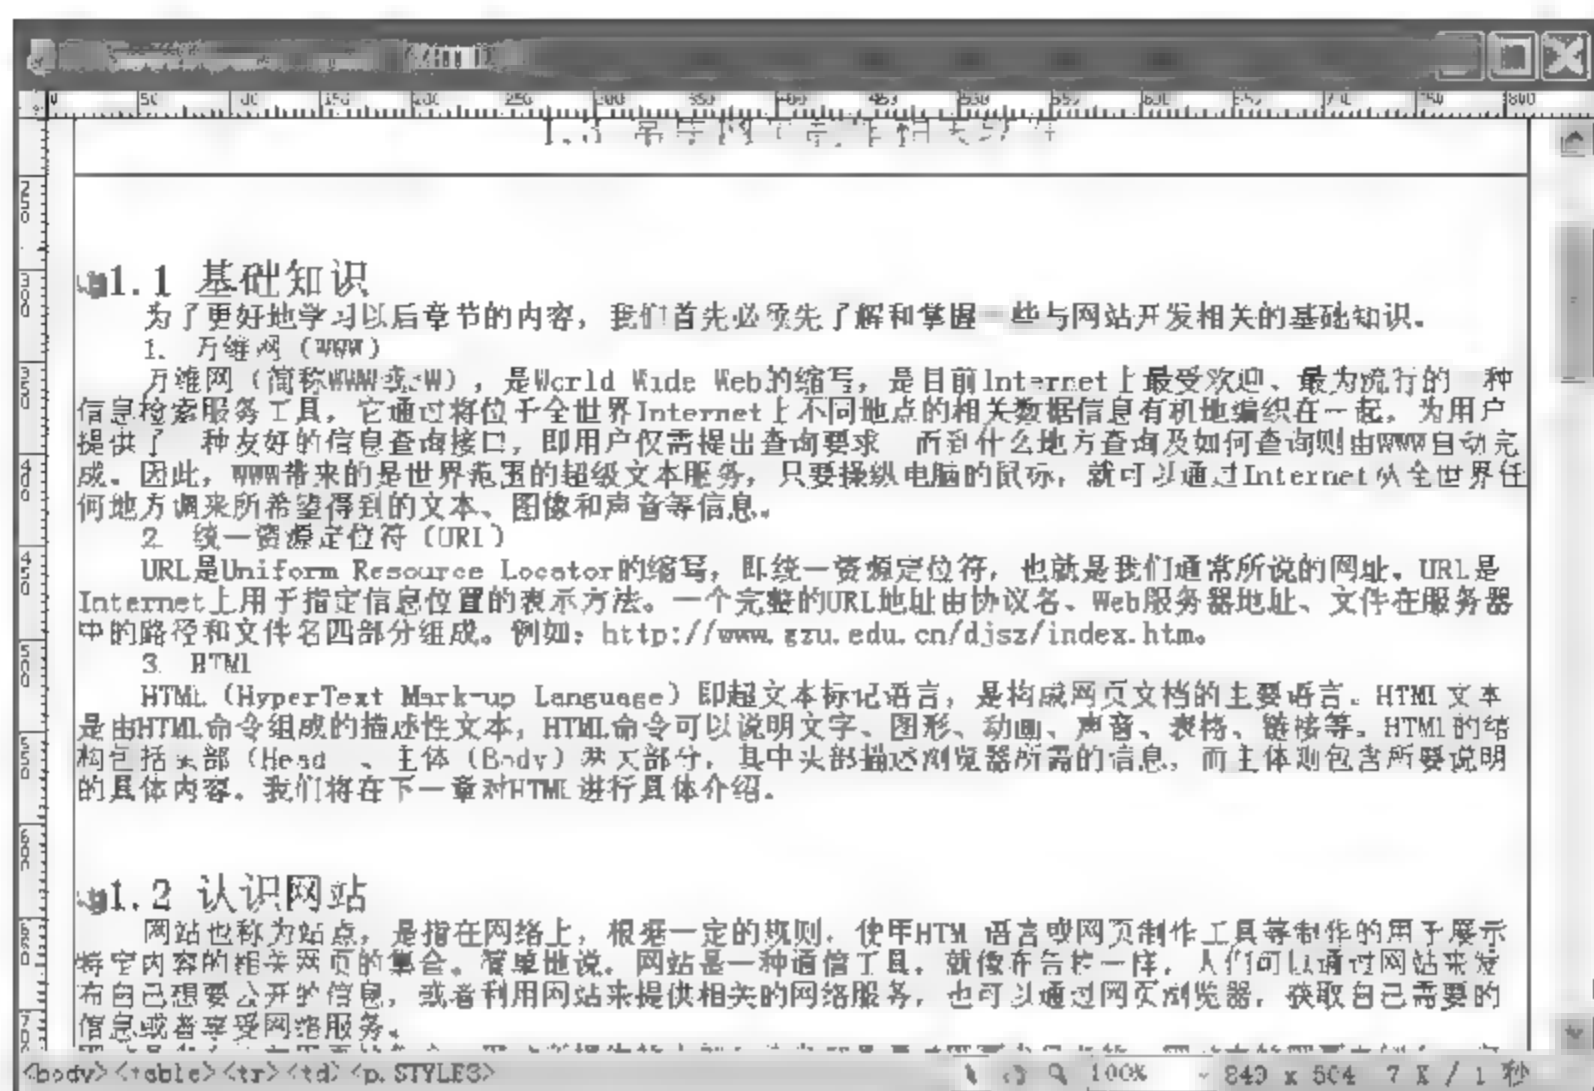 1.3 常
1.1 基础知识
为了更好地学习以后章节的内容，我们首先必须先了解和掌握一些与网站开发相关的基础知识。
1. 万维网（WWW）
万维网（简称WWW或3W），是World Wide Web的缩写，是目前Internet上最受欢迎、最为流行的一种
信息检索服务工具，它通过将位于全世界Internet上不同地点的相关数据信息有机地编织在一起，为用户
提供了一种友好的信息查询接口，即用户仅需提出查询要求，而到什么地方查询及如何查询则由WWW自动完
成。因此，WWW带来的是世界范围的超级文本服务，只要操纵电脑的鼠标，就可以通过Internet从全世界任
何地方调来所希望得到的文本、图像和声音等信息。
2. 统一资源定位符（URL）
URL是Uniform Resource Locator的缩写，即统一资源定位符，也就是我们通常所说的网址。URL是
Internet上用于指定信息位置的表示方法。一个完整的URL地址由协议名、Web服务器地址、文件在服务器
中的路径和文件名四部分组成。例如：http://www.gzu.edu.cn/djsz/index.htm。
3. HTML
HTML（HyperText Mark-up Language）即超文本标记语言，是构成网页文档的主要语言。HTML文本
是由HTML命令组成的描述性文本，HTML命令可以说明文字、图形、动画、声音、表格、链接等。HTML的结
构包括头部（Head）、主体（Body）两大部分，其中头部描述浏览器所需的信息，而主体则包含所要说明
的具体内容。我们将在下一章对HTML进行具体介绍。
1.2 认识网站
网站也称为站点，是指在网络上，根据一定的规则，使用HTML语言或网页制作工具等制作的用于展示
特定内容的相关网页的集合。简单地说，网站是一种通信工具，就像布告栏一样，人们可以通过网站来发
布自己想要公开的信息，或者利用网站来提供相关的网络服务，也可以通过网页浏览器，获取自己需要的
信息或者享受网络服务。
<body><table><tr><td><p.STYLE3> 100% 849 x 504 7 K / 1 秒